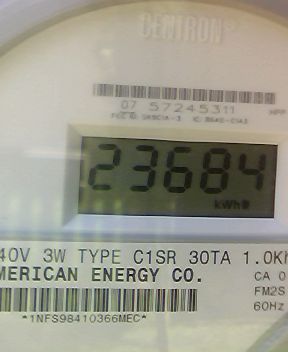 CENTRON®
07 57245311
23684
kWh
40V 3W TYPE C1SR 30TA 1.0Kh
MERICAN ENERGY CO.
CA 0
FM2S
60Hz
*1NFS98410366MEC*